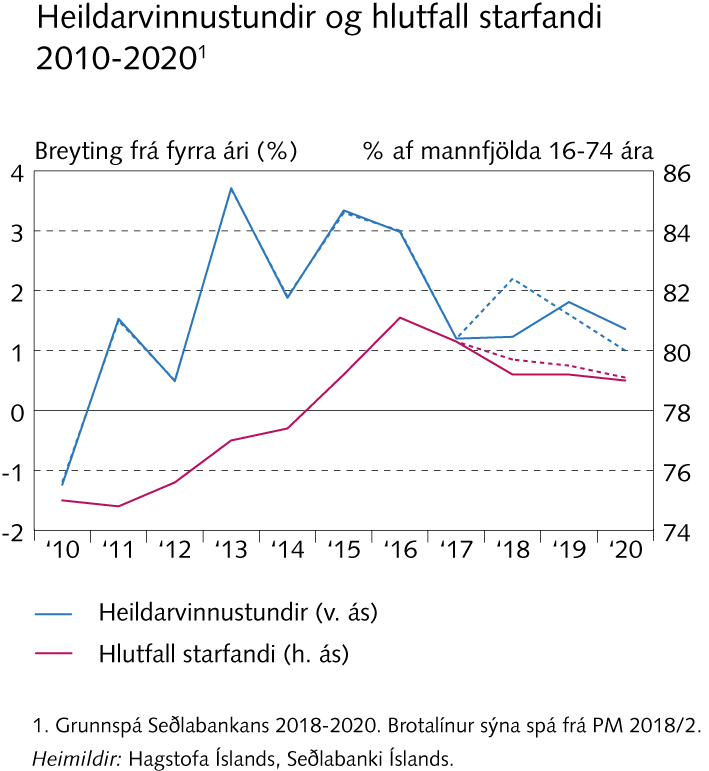 Heildarvinnustundir og hlutfall starfandi
2010-2020¹
Breyting frá fyrra ári (%)
% af mannfjölda 16-74 ára
4
3
2
1
0
-1
-2
86
84
82
80
78
76
74
‘10 ‘11 ‘12 ‘13 ‘14 ‘15 ‘16 ‘17 ‘18 ‘19 ‘20
Heildarvinnustundir (v. ás)
Hlutfall starfandi (h. ás)
1. Grunnspá Seðlabankans 2018-2020. Brotalínur sýna spá frá PM 2018/2.
Heimildir: Hagstofa Íslands, Seðlabanki Íslands.